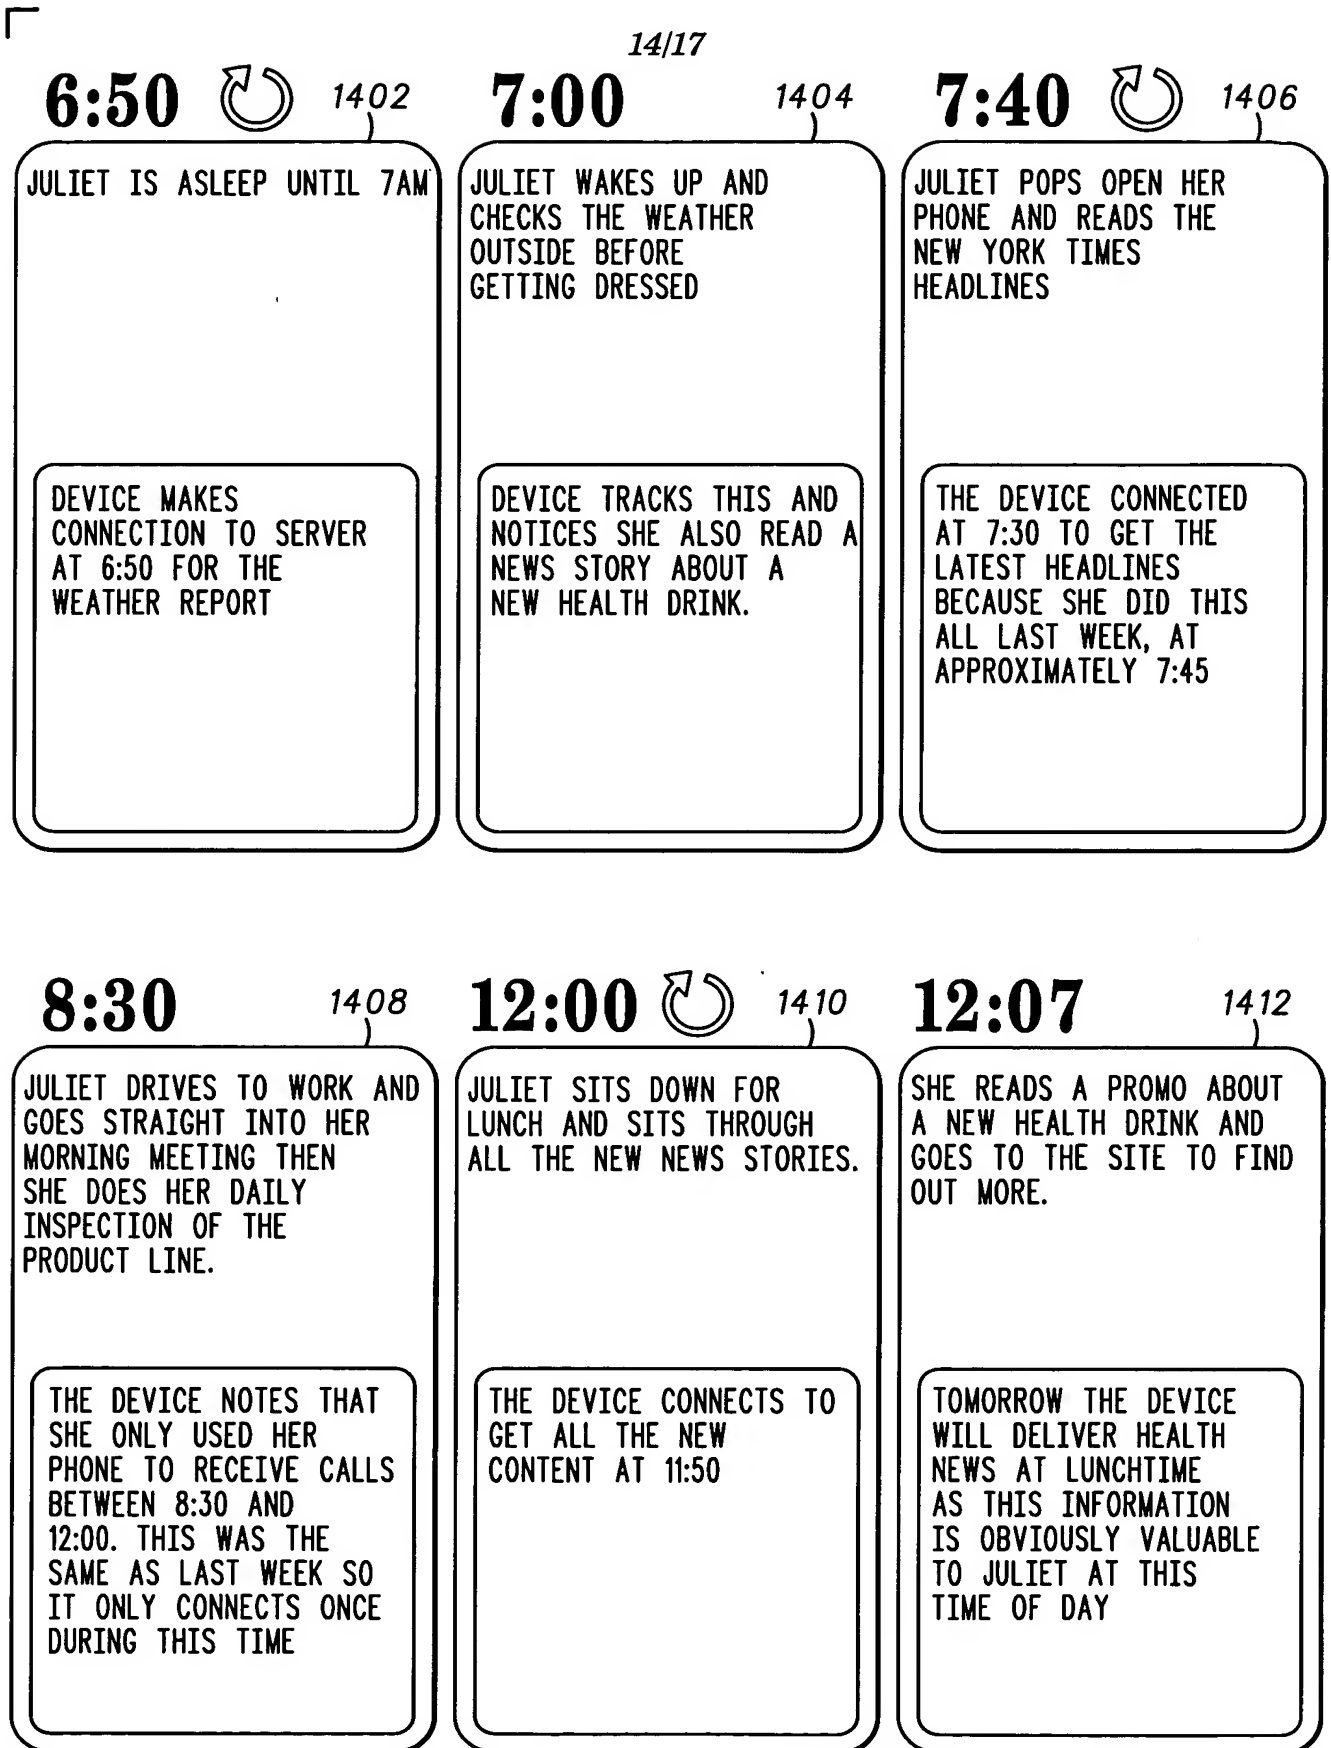 14/17
6:50 1402
JULIET IS ASLEEP UNTIL 7AM
DEVICE MAKES
CONNECTION TO SERVER
AT 6:50 FOR THE
WEATHER REPORT
7:00 1404
JULIET WAKES UP AND
CHECKS THE WEATHER
OUTSIDE BEFORE
GETTING DRESSED
DEVICE TRACKS THIS AND
NOTICES SHE ALSO READ A
NEWS STORY ABOUT A
NEW HEALTH DRINK.
7:40 1406
JULIET POPS OPEN HER
PHONE AND READS THE
NEW YORK TIMES
HEADLINES
THE DEVICE CONNECTED
AT 7:30 TO GET THE
LATEST HEADLINES
BECAUSE SHE DID THIS
ALL LAST WEEK, AT
APPROXIMATELY 7:45
8:30 1408
JULIET DRIVES TO WORK AND
GOES STRAIGHT INTO HER
MORNING MEETING THEN
SHE DOES HER DAILY
INSPECTION OF THE
PRODUCT LINE.
THE DEVICE NOTES THAT
SHE ONLY USED HER
PHONE TO RECEIVE CALLS
BETWEEN 8:30 AND
12:00. THIS WAS THE
SAME AS LAST WEEK SO
IT ONLY CONNECTS ONCE
DURING THIS TIME
12:00 1410
JULIET SITS DOWN FOR
LUNCH AND SITS THROUGH
ALL THE NEW NEWS STORIES.
THE DEVICE CONNECTS TO
GET ALL THE NEW
CONTENT AT 11:50
12:07 1412
SHE READS A PROMO ABOUT
A NEW HEALTH DRINK AND
GOES TO THE SITE TO FIND
OUT MORE.
TOMORROW THE DEVICE
WILL DELIVER HEALTH
NEWS AT LUNCHTIME
AS THIS INFORMATION
IS OBVIOUSLY VALUABLE
TO JULIET AT THIS
TIME OF DAY